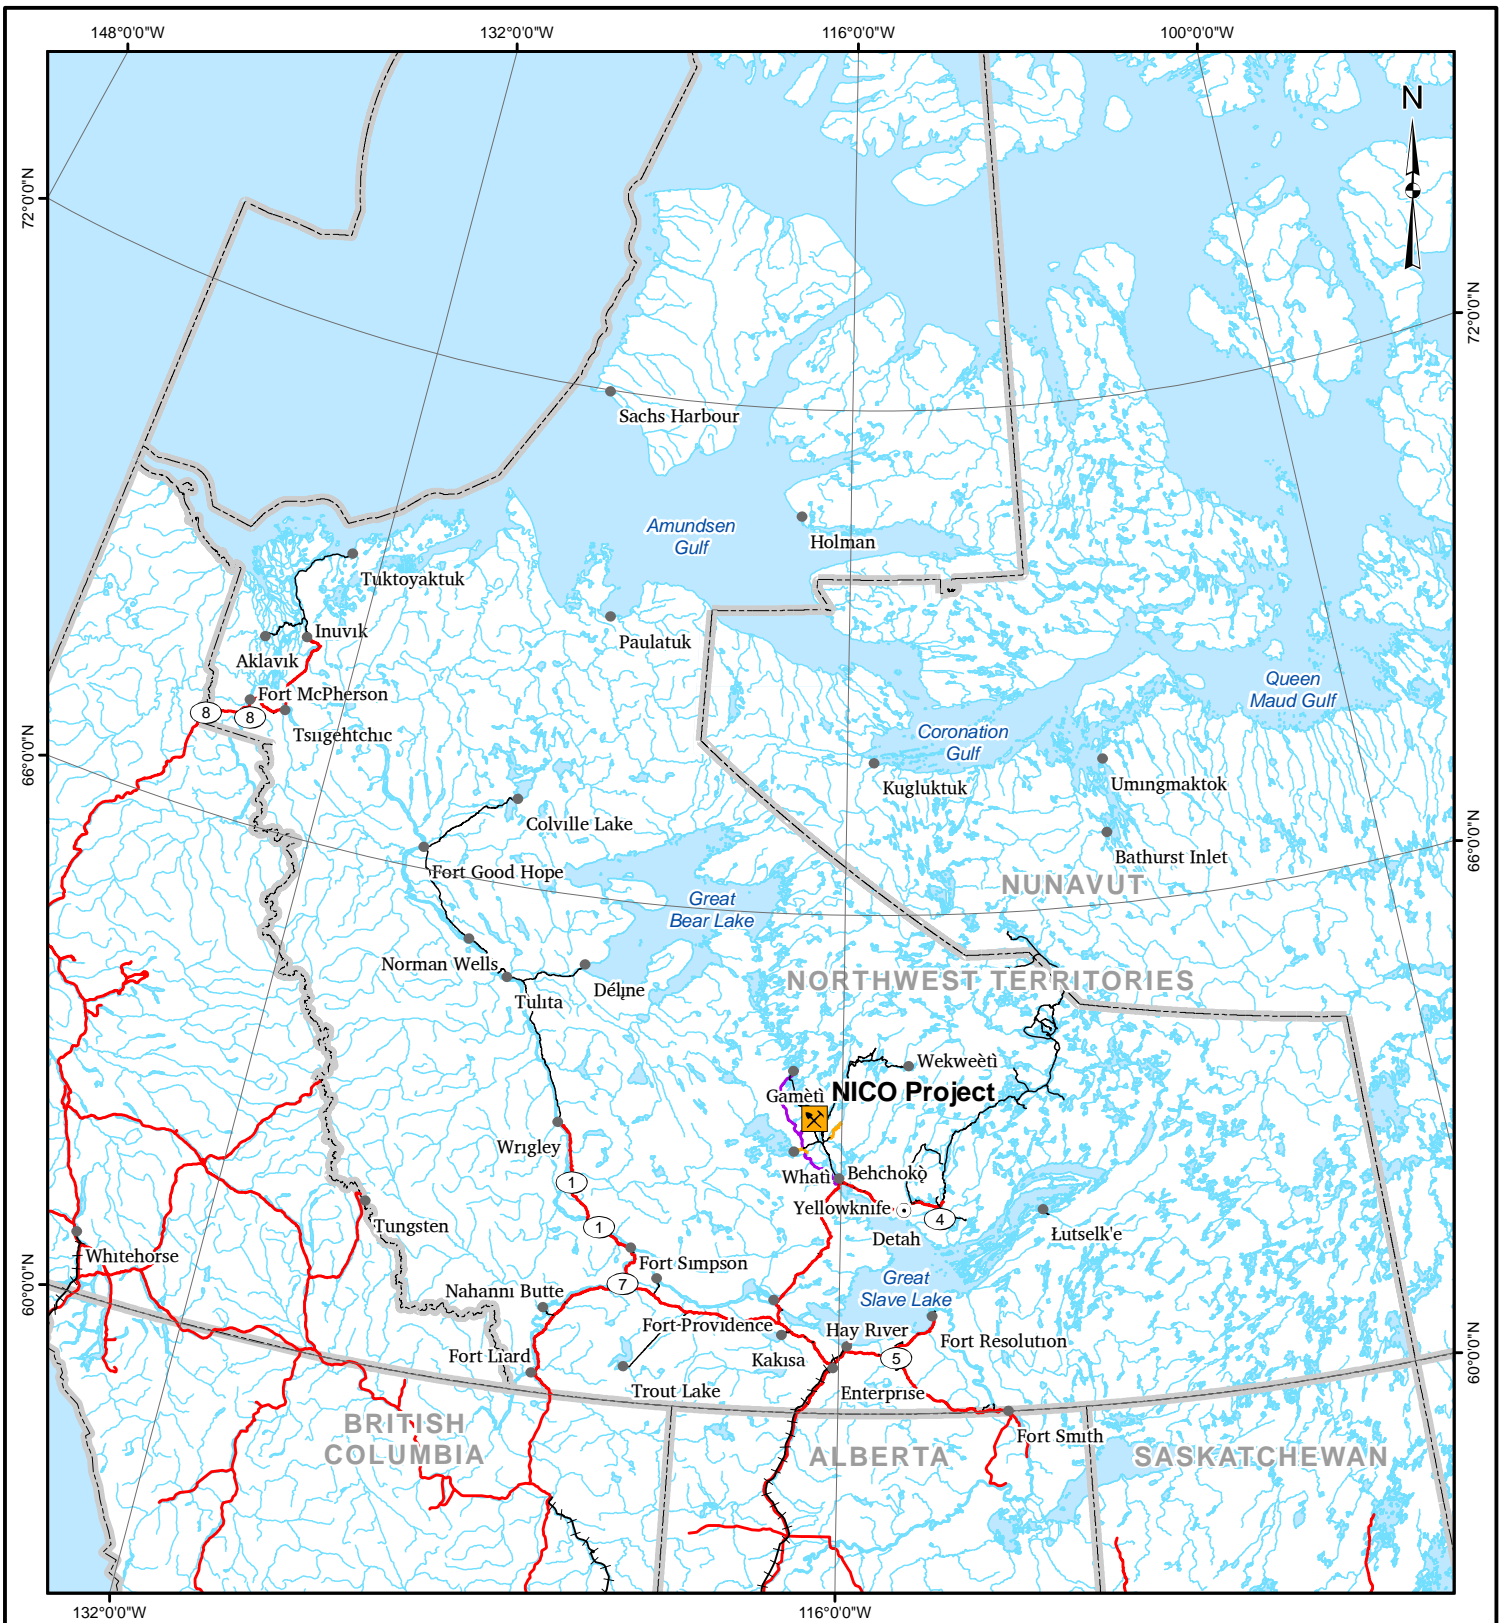 148°0'0"W
132°0'0"W
116°0'0"W
100°0'0"W
N
72°0'0"N
72°0'0"N
Sachs Harbour
Amundsen
Gulf
Holman
Tuktoyaktuk
Inuvik
Paulatuk
Aklavik
Queen
Maud Gulf
Fort McPherson
8
8
Tsiigehtchic
Coronation
Gulf
66°0'0"N
Kugluktuk
Umingmaktok
Colville Lake
66°0'0"N
Bathurst Inlet
Fort Good Hope
NUNAVUT
Great
Bear Lake
Norman Wells
Délı̨ne
NORTHWEST TERRITORIES
Tulita
Wekweètì
Gamètì
NICO Project
Wrigley
Whatì
Behchokǫ̀
1
Yellowknife
4
Tungsten
1
Detah
Łutselk'e
Whitehorse
Fort Simpson
60°0'0"N
7
Great
Slave Lake
Nahanni Butte
Fort Providence
Hay River
Fort Resolution
Fort Liard
Kakisa
5
60°0'0"N
Trout Lake
Enterprise
BRITISH
COLUMBIA
Fort Smith
ALBERTA
SASKATCHEWAN
132°0'0"W
116°0'0"W